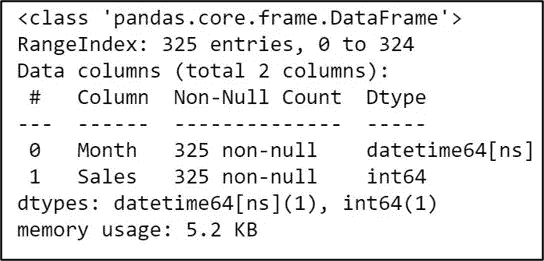 <class 'pandas.core.frame.DataFrame'>
RangeIndex: 325 entries, 0 to 324
Data columns (total 2 columns):
 #   Column  Non-Null Count  Dtype
---  ------  --------------  -----
 0   Month   325 non-null    datetime64[ns]
 1   Sales   325 non-null    int64
dtypes: datetime64[ns](1), int64(1)
memory usage: 5.2 KB